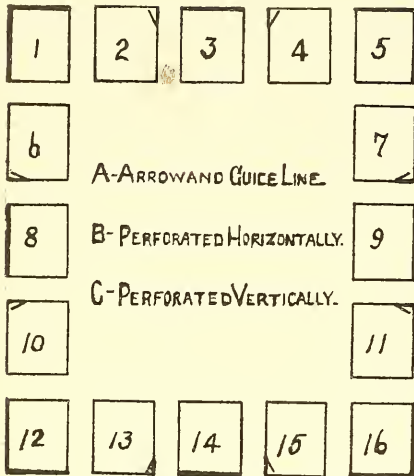 1 2 3 4 5
6 7
A-ARROWAND GUICE LINE.
8 B-PERFORATED HORIZONTALLY. 9
C-PERFORATED VERTICALLY.
10 11
12 13 14 15 16